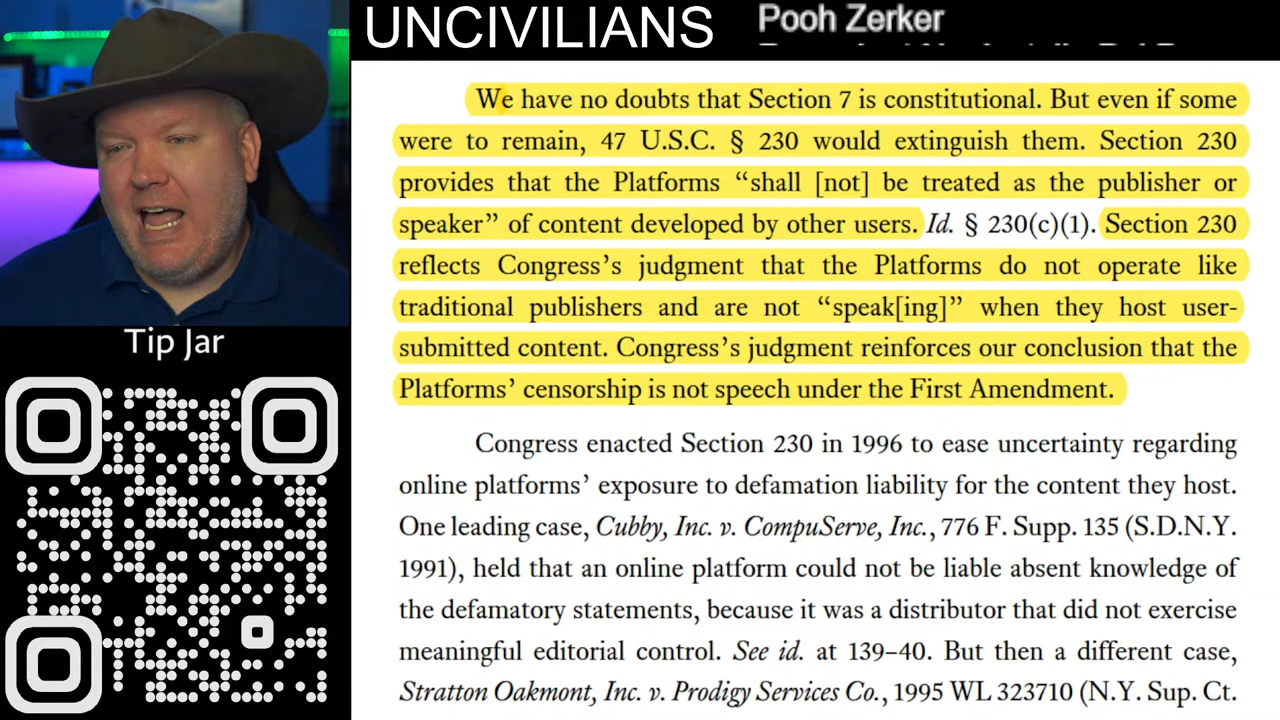 UNCIVILIANS
Pooh Zerker
Tip Jar
We have no doubts that Section 7 is constitutional. But even if some
were to remain, 47 U.S.C. § 230 would extinguish them. Section 230
provides that the Platforms “shall [not] be treated as the publisher or
speaker” of content developed by other users. Id. § 230(c)(1). Section 230
reflects Congress’s judgment that the Platforms do not operate like
traditional publishers and are not “speak[ing]” when they host user-
submitted content. Congress’s judgment reinforces our conclusion that the
Platforms’ censorship is not speech under the First Amendment.
Congress enacted Section 230 in 1996 to ease uncertainty regarding
online platforms’ exposure to defamation liability for the content they host.
One leading case, Cubby, Inc. v. CompuServe, Inc., 776 F. Supp. 135 (S.D.N.Y.
1991), held that an online platform could not be liable absent knowledge of
the defamatory statements, because it was a distributor that did not exercise
meaningful editorial control. See id. at 139–40. But then a different case,
Stratton Oakmont, Inc. v. Prodigy Services Co., 1995 WL 323710 (N.Y. Sup. Ct.